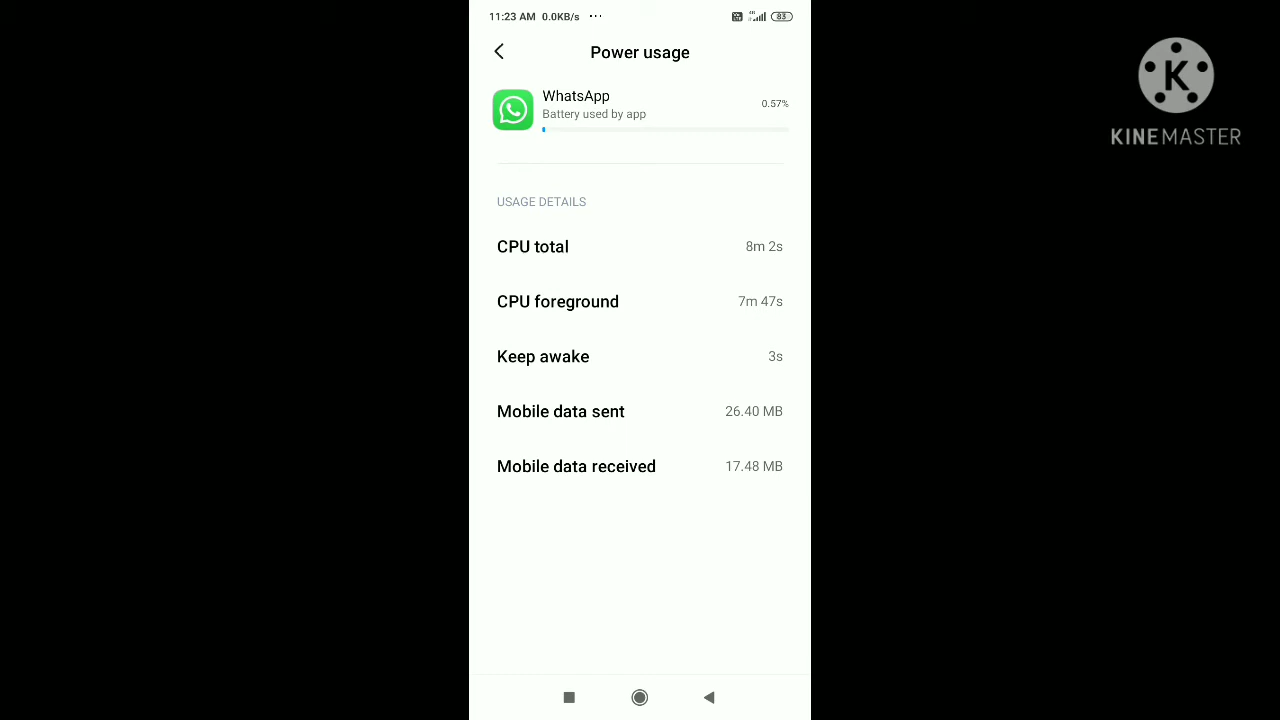 11:23 AM 0.0KB/s ... 83
Power usage
WhatsApp
Battery used by app
0.57%
USAGE DETAILS
CPU total 8m 2s
CPU foreground 7m 47s
Keep awake 3s
Mobile data sent 26.40 MB
Mobile data received 17.48 MB
K
KINEMASTER